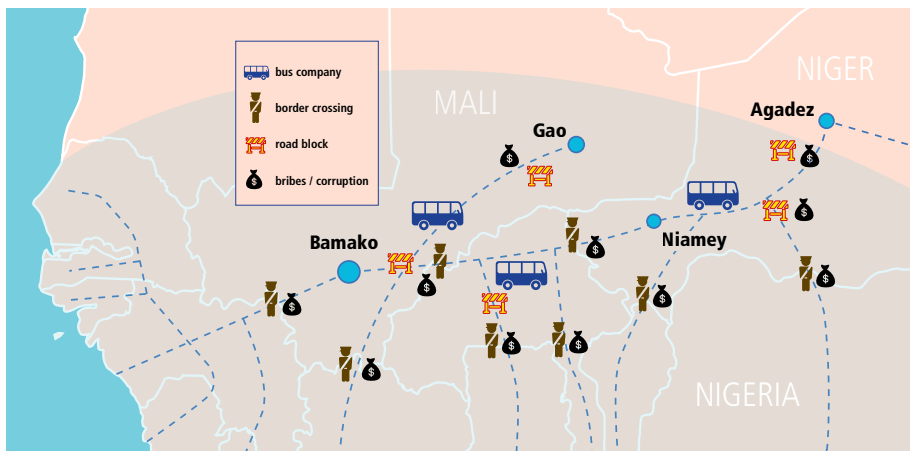 bus company
border crossing
road block
bribes / corruption
MALI
NIGER
Agadez
Gao
Bamako
Niamey
NIGERIA
$
$
$
$
$
$
$
$
$
$
$
$